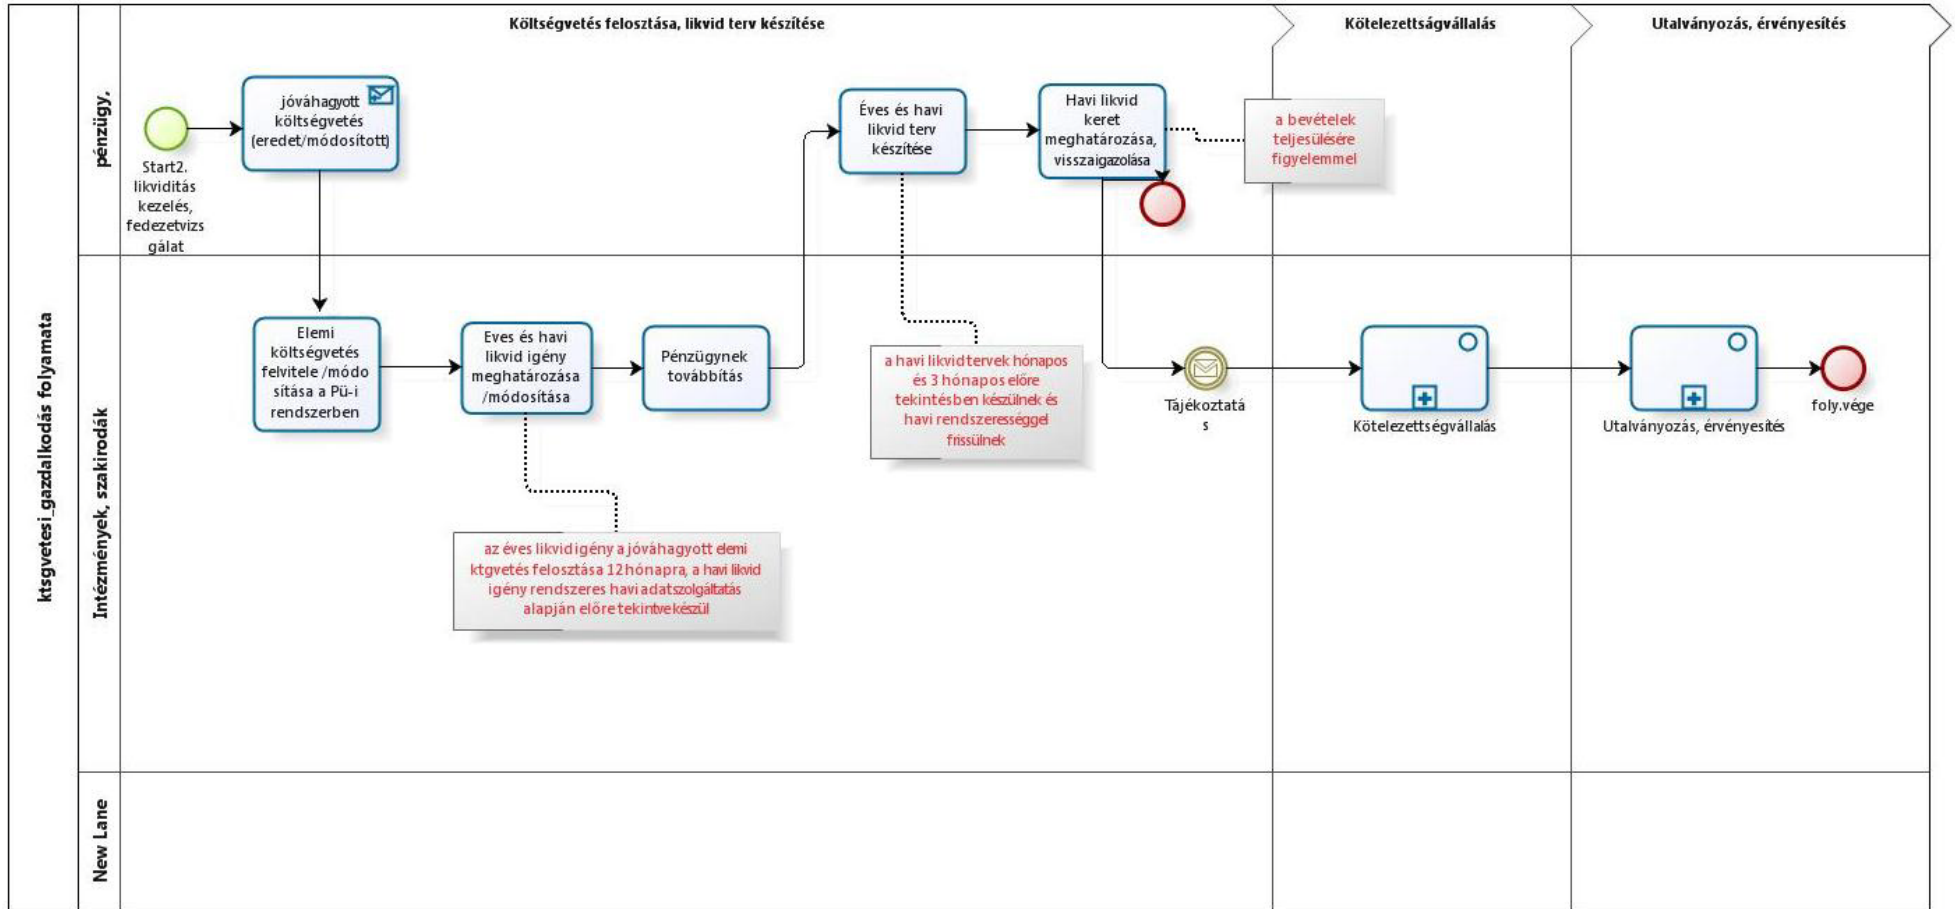 Költségvetés felosztása, likvid terv készítése
Kötelezettságvállalás
Utalványozás, érvényesítés
ktsgvetesi_gazdalkodás folyamata
pénzügy,
Start2.
likviditás
kezelés,
fedezetvizs
gálat
jóváhagyott
költségvetés
(eredet/módosított)
Éves és havi
likvid terv
készítése
Havi likvid
keret
meghatározása,
visszaigazolása
a bevételek
teljesülésére
figyelemmel
Intézmények, szakirodák
Elemi
költségvetés
felvitele /módo
sítása a Pü-i
rendszerben
Eves és havi
likvid igény
meghatározása
/módosítása
Pénzügynek
továbbítás
a havi likvid tervek hónapos
és 3 hónapos előre
tekintésben készülnek és
havi rendszerességgel
frissülnek
Tájékoztatá
s
Kötelezettségvállalás
Utalványozás, érvényesítés
foly.vége
az éves likvid igény a jóváhagyott elemi
ktgvetés felosztása 12 hónapra, a havi likvid
igény rendszeres havi adatszolgáltatás
alapján előre tekintve készül
New Lane